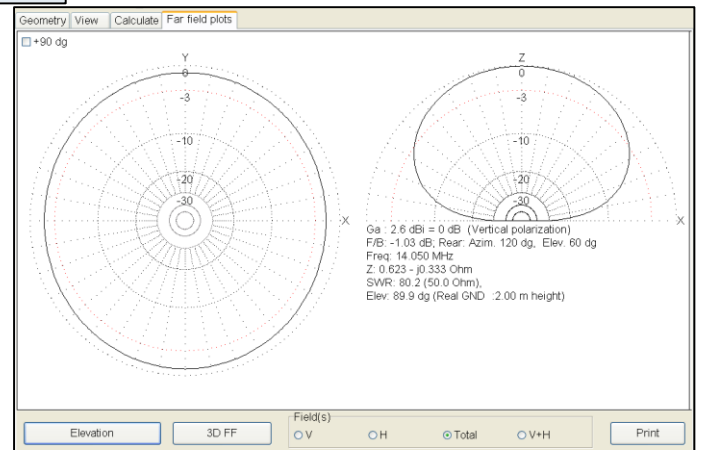 Geometry View Calculate Far field plots
+90 dg
Y
0
-3
-10
-20
-30
X
Z
0
-3
-10
-20
-30
X
Ga : 2.6 dBi = 0 dB (Vertical polarization)
F/B: -1.03 dB; Rear: Azim. 120 dg, Elev. 60 dg
Freq: 14.050 MHz
Z: 0.623 - j0.333 Ohm
SWR: 80.2 (50.0 Ohm),
Elev: 89.9 dg (Real GND :2.00 m height)
Field(s)
Elevation 3D FF V H Total V+H Print